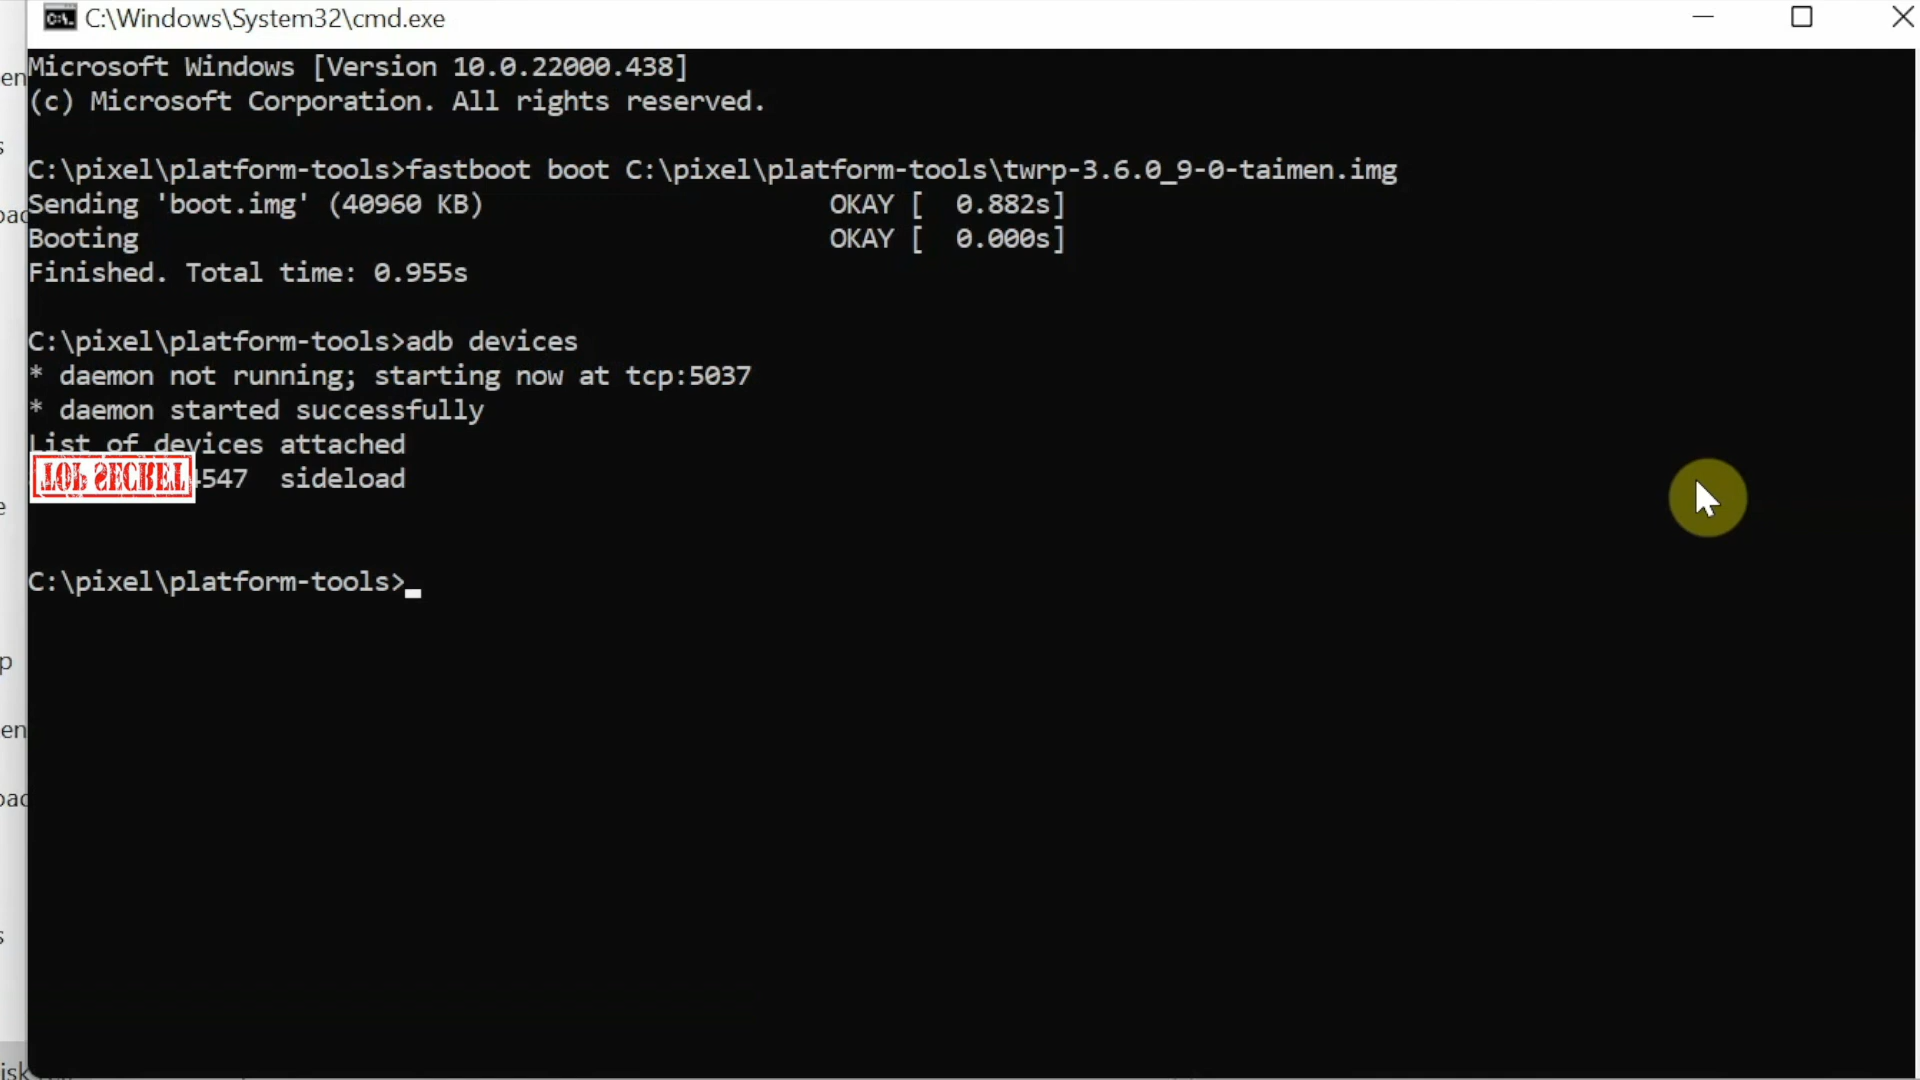 C:\Windows\System32\cmd.exe
Microsoft Windows [Version 10.0.22000.438]
(c) Microsoft Corporation. All rights reserved.
C:\pixel\platform-tools>fastboot boot C:\pixel\platform-tools\twrp-3.6.0_9-0-taimen.img
Sending 'boot.img' (40960 KB) OKAY [ 0.882s]
Booting OKAY [ 0.000s]
Finished. Total time: 0.955s
C:\pixel\platform-tools>adb devices
* daemon not running; starting now at tcp:5037
* daemon started successfully
List of devices attached
TOP SECRET 4547 sideload
C:\pixel\platform-tools>